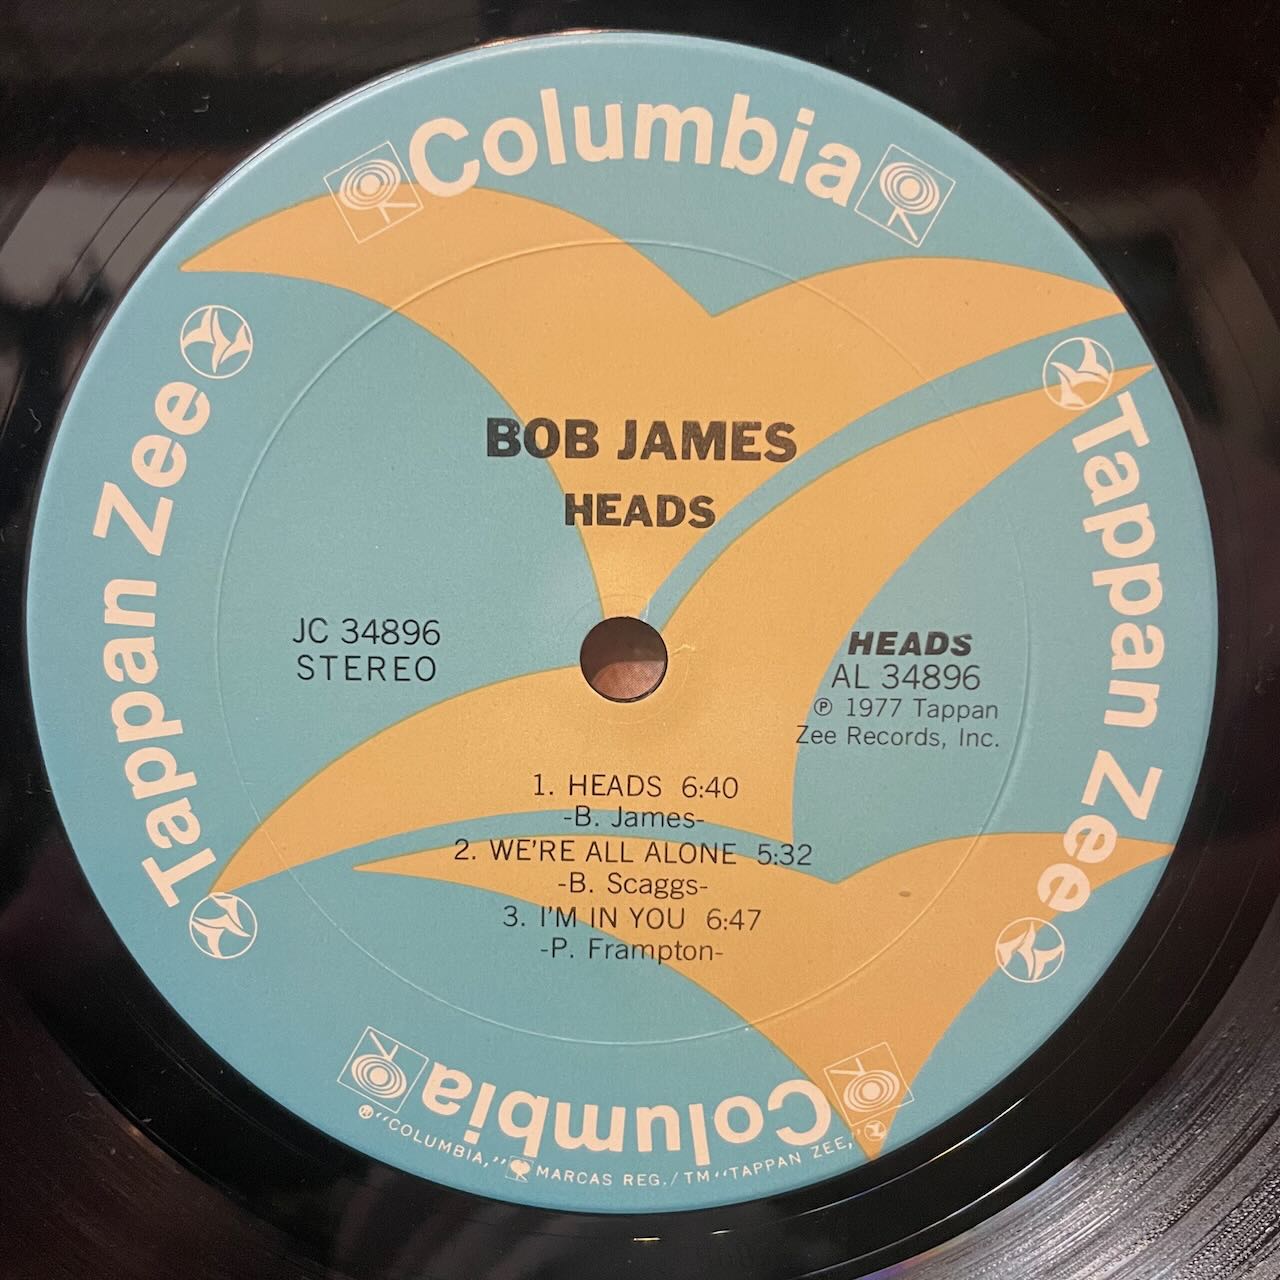 Columbia
Tappan Zee
Tappan Zee
BOB JAMES
HEADS
JC 34896
STEREO
HEADS
AL 34896
℗ 1977 Tappan
Zee Records, Inc.
1. HEADS 6:40
-B. James-
2. WE'RE ALL ALONE 5:32
-B. Scaggs-
3. I'M IN YOU 6:47
-P. Frampton-
Columbia
® "COLUMBIA," MARCAS REG./TM "TAPPAN ZEE,"